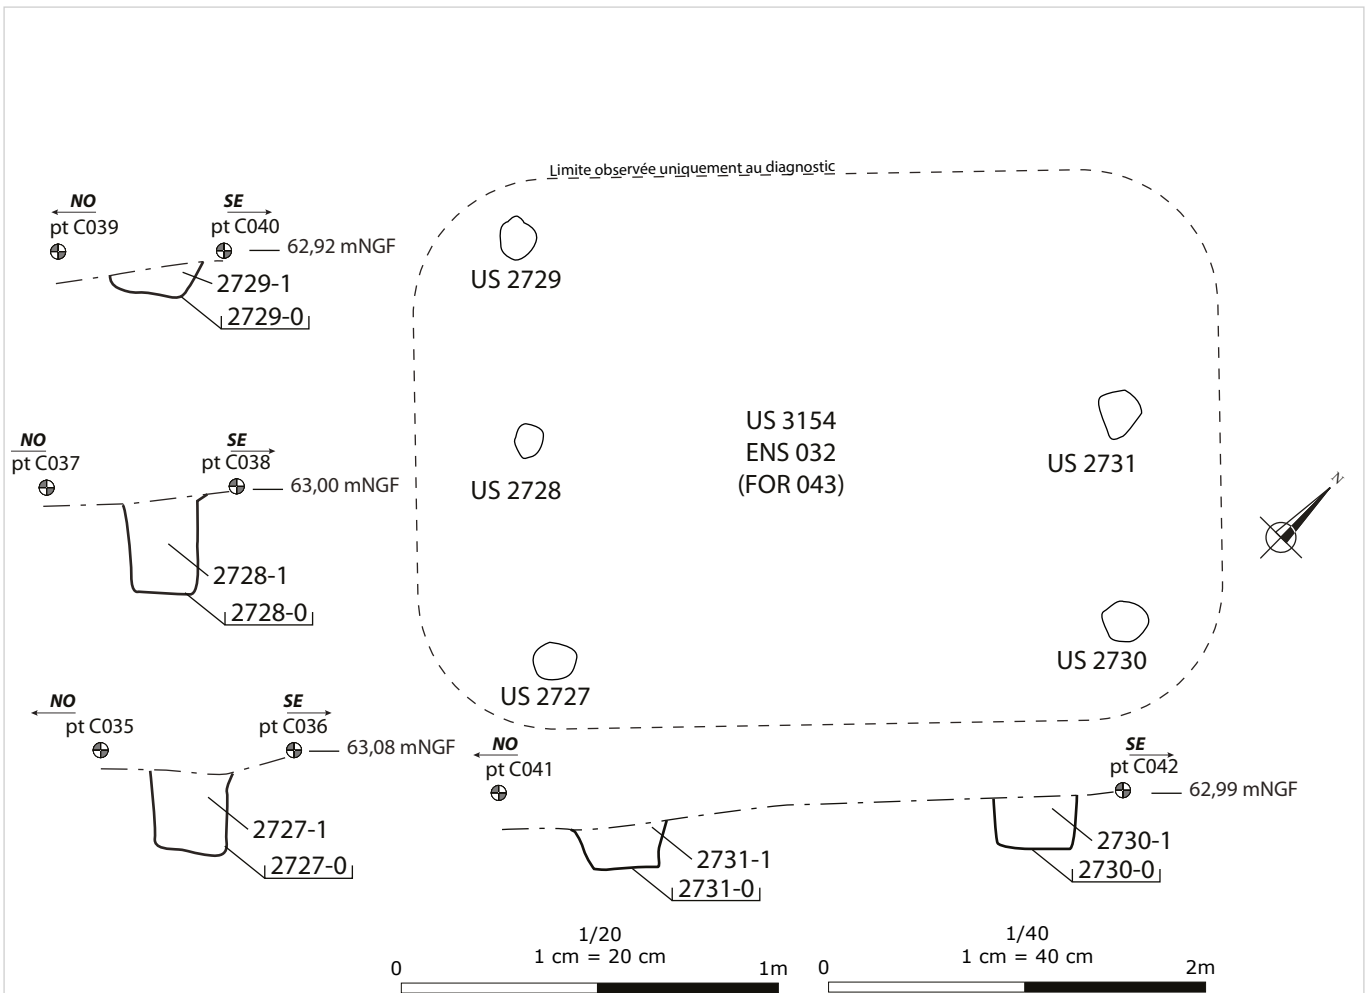 Limite observée uniquement au diagnostic
NO
SE
pt C039
pt C040
62,92 mNGF
2729-1
2729-0
US 2729
NO
SE
pt C037
pt C038
63,00 mNGF
2728-1
2728-0
US 2728
US 3154
ENS 032
(FOR 043)
US 2731
N
US 2730
US 2727
NO
SE
pt C035
pt C036
63,08 mNGF
2727-1
2727-0
NO
SE
pt C041
pt C042
62,99 mNGF
2731-1
2731-0
2730-1
2730-0
1/20
1 cm = 20 cm
0
1m
1/40
1 cm = 40 cm
0
2m